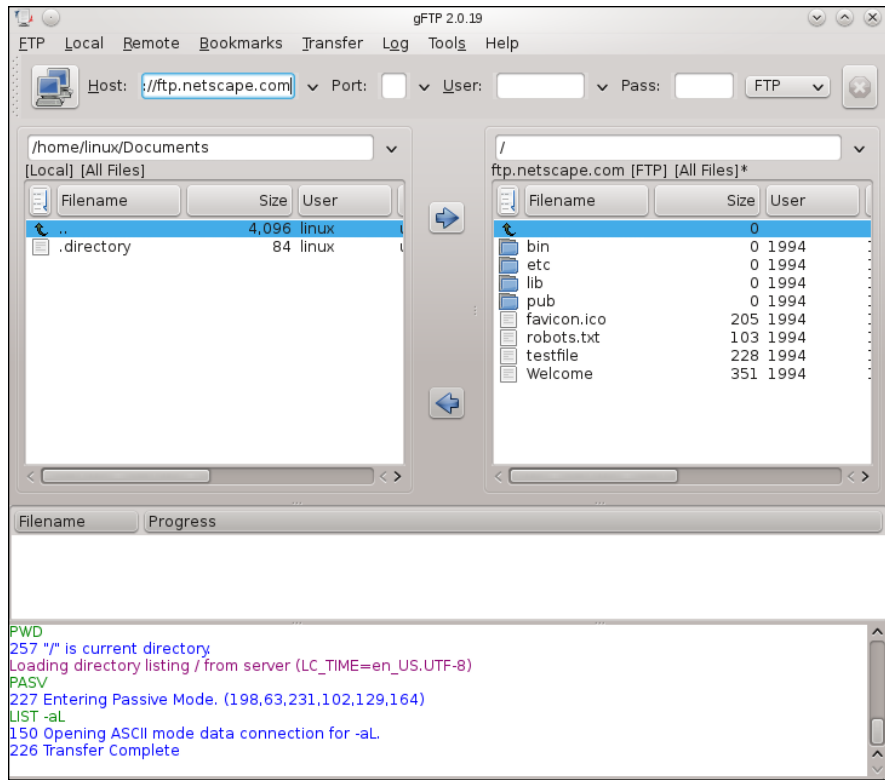 gFTP 2.0.19
FTP Local Remote Bookmarks Transfer Log Tools Help
Host: ://ftp.netscape.com Port: User: Pass: FTP
/home/linux/Documents
[Local] [All Files]
Filename Size User
.. 4,096 linux
.directory 84 linux
/
ftp.netscape.com [FTP] [All Files]*
Filename Size User
0
bin 0 1994
etc 0 1994
lib 0 1994
pub 0 1994
favicon.ico 205 1994
robots.txt 103 1994
testfile 228 1994
Welcome 351 1994
Filename Progress
PWD
257 "/" is current directory.
Loading directory listing / from server (LC_TIME=en_US.UTF-8)
PASV
227 Entering Passive Mode. (198,63,231,102,129,164)
LIST -aL
150 Opening ASCII mode data connection for -aL.
226 Transfer Complete